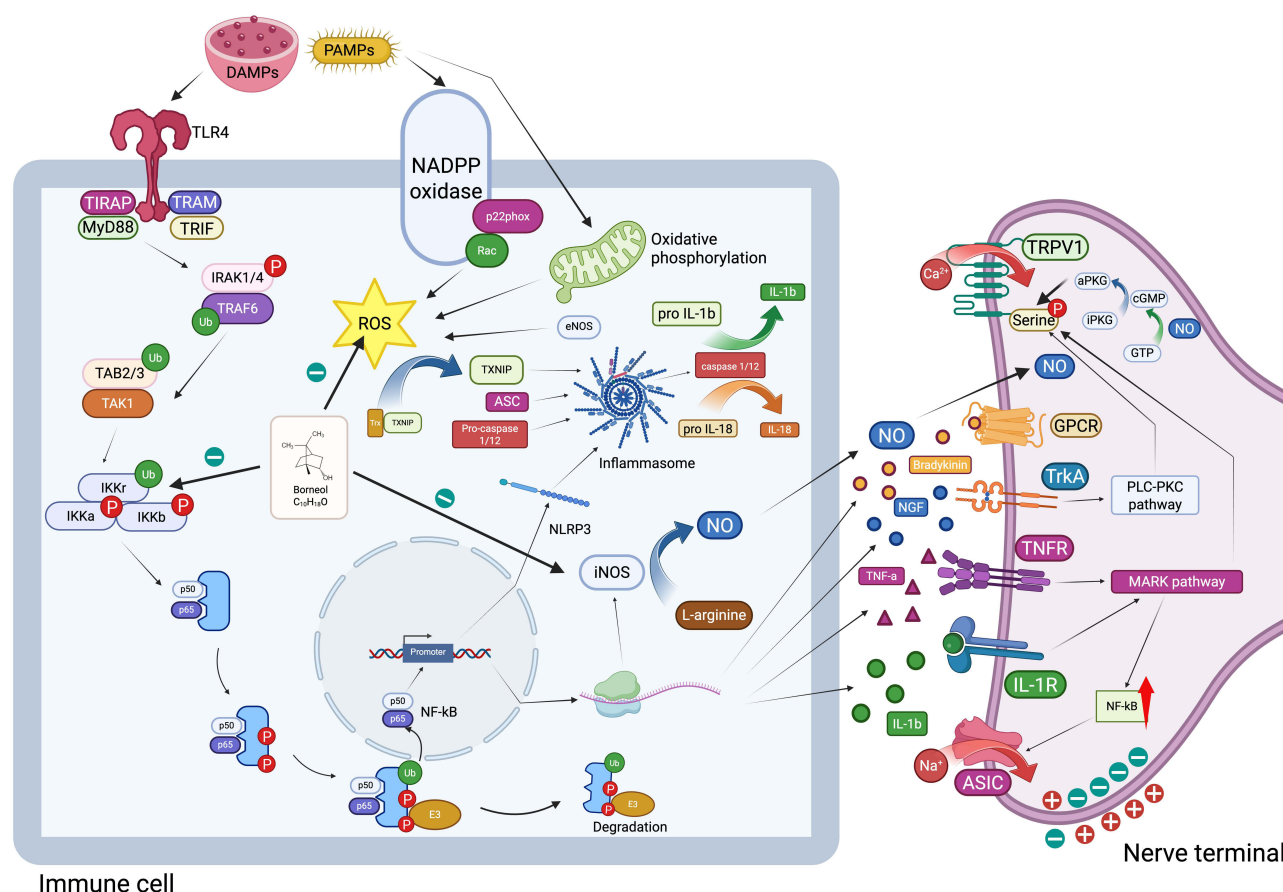 DAMPs
PAMPs
TLR4
TIRAP
TRAM
MyD88
TRIF
NADPP
oxidase
p22phox
Rac
IRAK1/4
P
TRAF6
Ub
Oxidative
phosphorylation
ROS
eNOS
pro IL-1b
IL-1b
TAB2/3
Ub
TAK1
Trx
TXNIP
TXNIP
ASC
Pro-caspase
1/12
caspase 1/12
pro IL-18
IL-18
Inflammasome
CH₃
CH₃
H₃C
OH
Borneol
C₁₀H₁₈O
IKKr
Ub
IKKa
P
IKKb
P
NLRP3
iNOS
NO
L-arginine
p50
p65
Promoter
p50
p65
NF-kB
p50
p65
P
P
p50
p65
Ub
P
P
E3
Ub
P
P
E3
Degradation
Immune cell
Ca²⁺
TRPV1
Serine
P
aPKG
iPKG
cGMP
GTP
NO
NO
NO
GPCR
Bradykinin
TrkA
NGF
PLC-PKC
pathway
TNFR
TNF-a
MARK pathway
IL-1R
IL-1b
NF-kB
Na⁺
ASIC
Nerve terminal